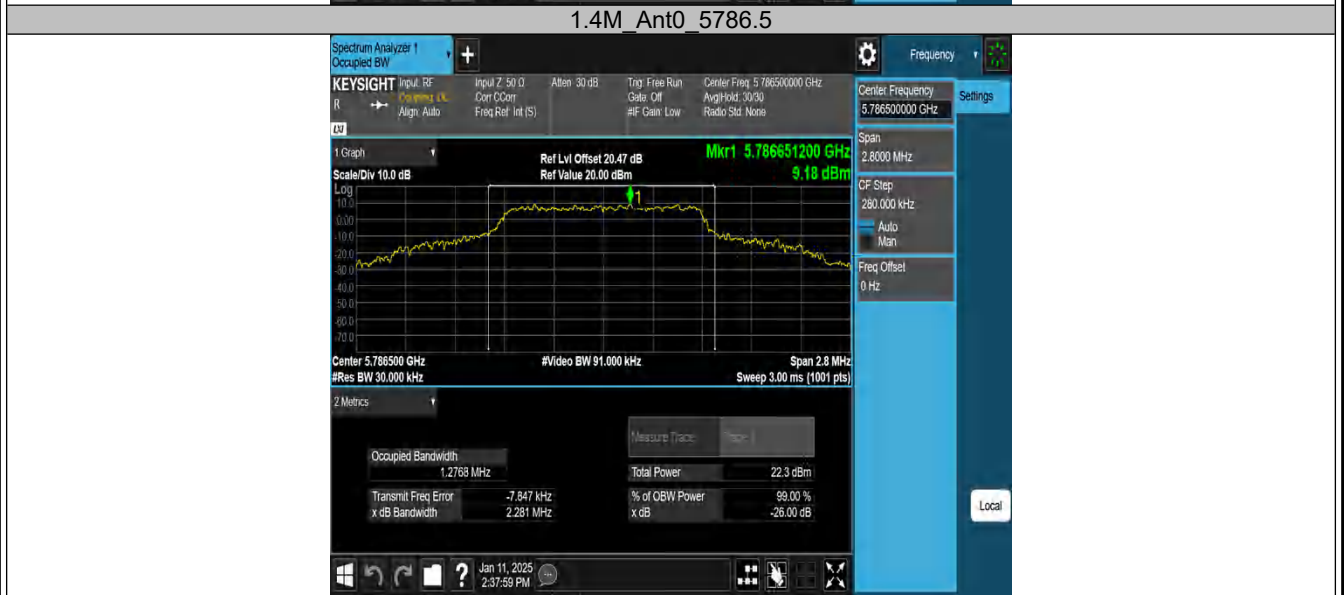 1.4M_Ant0_5786.5
Spectrum Analyzer 1
Occupied BW
+
Frequency
KEYSIGHT
R
LXI
Input: RF
Coupling: DC
Align: Auto
Input Z: 50 Ω
Corr CCorr
Freq Ref: Int (S)
Atten: 30 dB
Trig: Free Run
Gate: Off
#IF Gain: Low
Center Freq: 5.786500000 GHz
Avg|Hold: 30/30
Radio Std: None
Center Frequency
5.786500000 GHz
Settings
Span
2.8000 MHz
CF Step
280.000 kHz
Auto
Man
Freq Offset
0 Hz
1 Graph
Scale/Div 10.0 dB
Ref Lvl Offset 20.47 dB
Ref Value 20.00 dBm
Mkr1 5.786651200 GHz
9.18 dBm
Log
10.0
0.00
-10.0
-20.0
-30.0
-40.0
-50.0
-60.0
-70.0
1
Center 5.786500 GHz
#Video BW 91.000 kHz
Span 2.8 MHz
#Res BW 30.000 kHz
Sweep 3.00 ms (1001 pts)
2 Metrics
Measure Trace
Trace 1
Occupied Bandwidth
1.2768 MHz
Total Power 22.3 dBm
Transmit Freq Error -7.847 kHz
% of OBW Power 99.00 %
x dB Bandwidth 2.281 MHz
x dB -26.00 dB
Local
?
Jan 11, 2025
2:37:59 PM